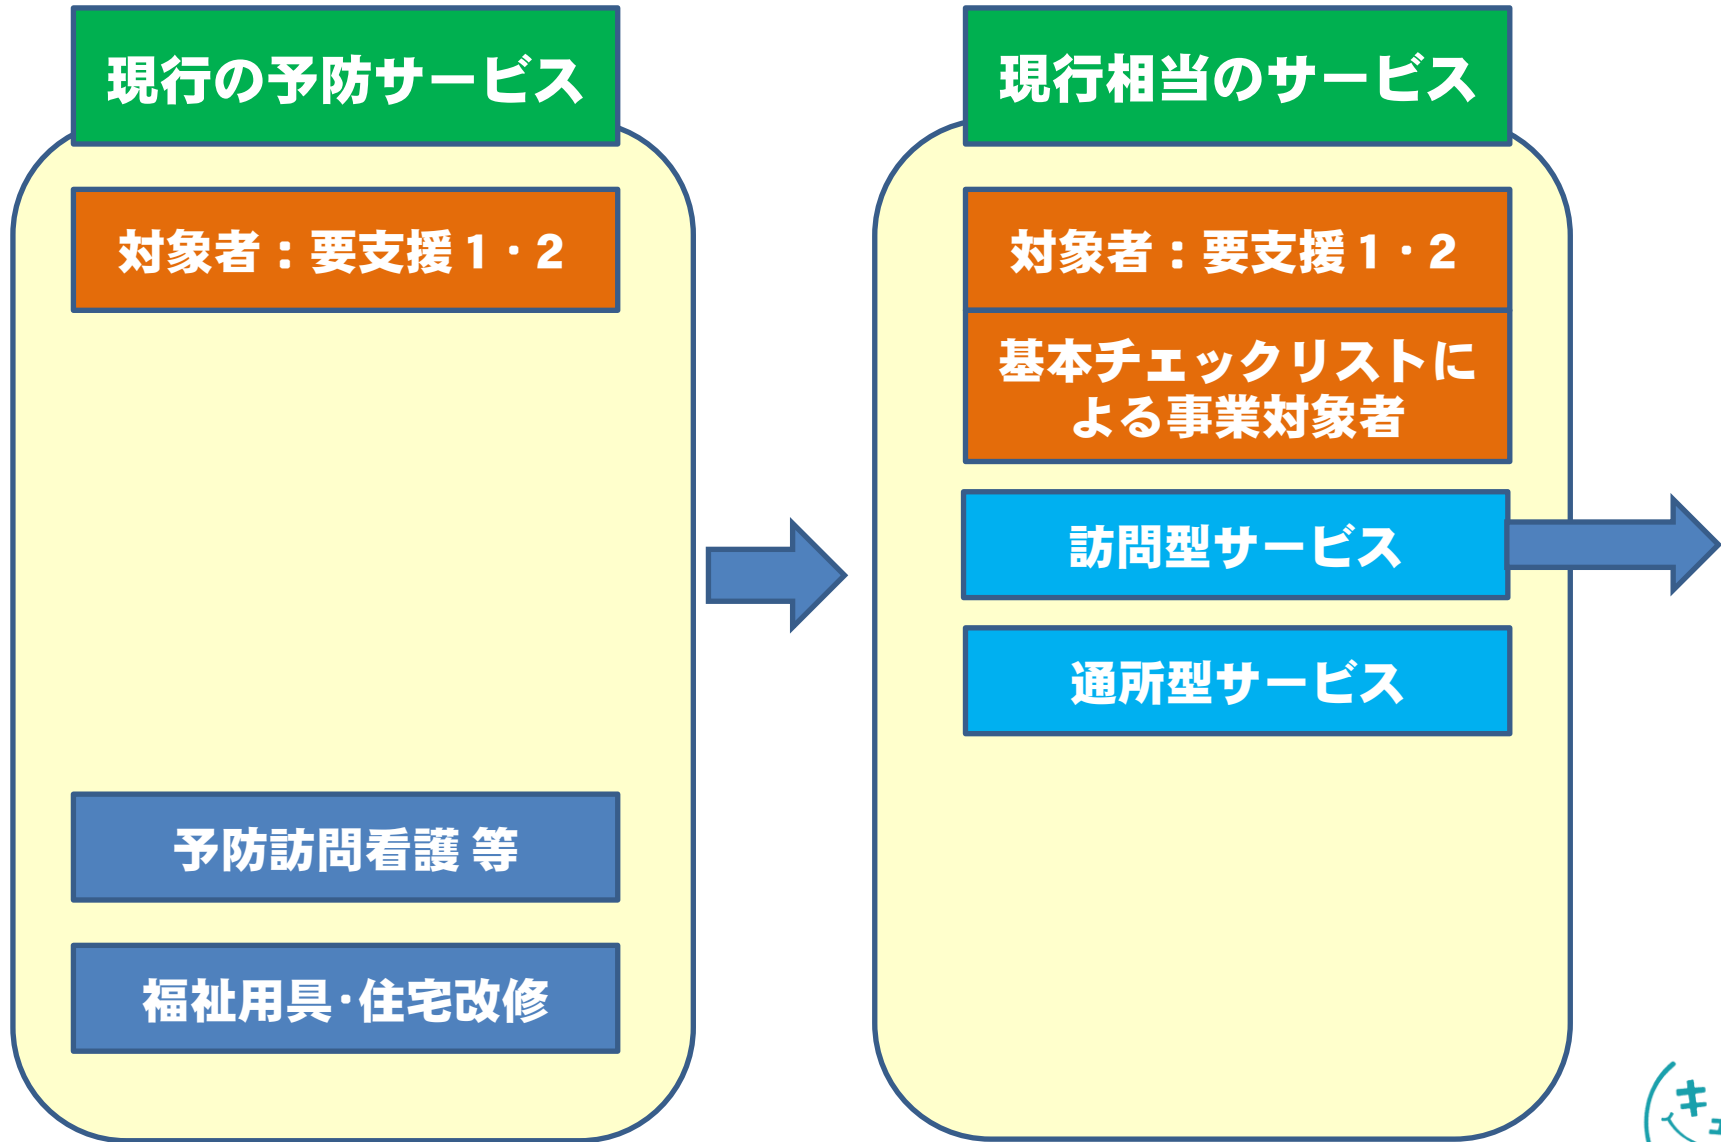 現行の予防サービス
対象者：要支援1・2
予防訪問看護 等
福祉用具・住宅改修
現行相当のサービス
対象者：要支援1・2
基本チェックリストに
よる事業対象者
訪問型サービス
通所型サービス
キ